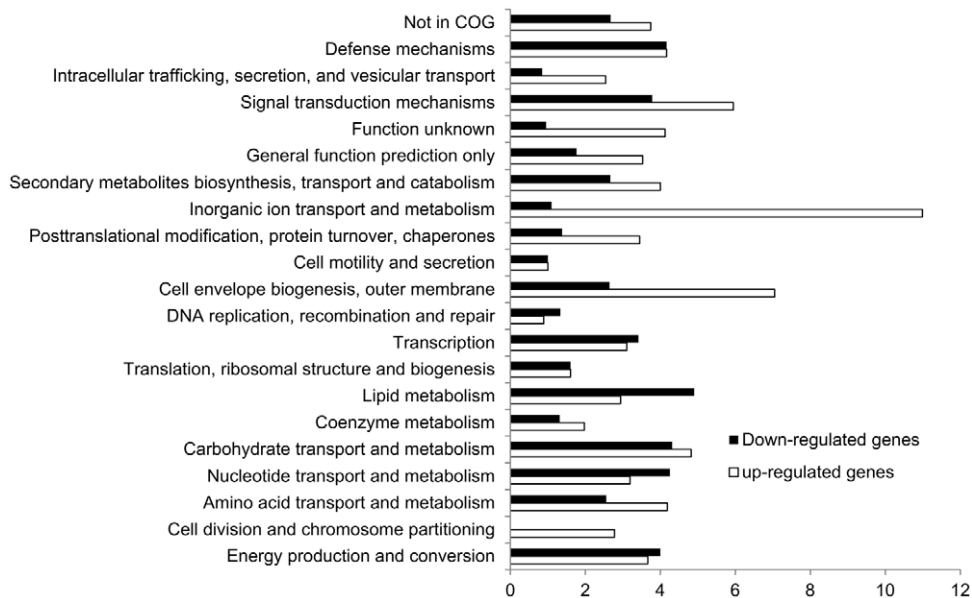 Not in COG
Defense mechanisms
Intracellular trafficking, secretion, and vesicular transport
Signal transduction mechanisms
Function unknown
General function prediction only
Secondary metabolites biosynthesis, transport and catabolism
Inorganic ion transport and metabolism
Posttranslational modification, protein turnover, chaperones
Cell motility and secretion
Cell envelope biogenesis, outer membrane
DNA replication, recombination and repair
Transcription
Translation, ribosomal structure and biogenesis
Lipid metabolism
Coenzyme metabolism
Carbohydrate transport and metabolism
Nucleotide transport and metabolism
Amino acid transport and metabolism
Cell division and chromosome partitioning
Energy production and conversion
Down-regulated genes
up-regulated genes
0 2 4 6 8 10 12